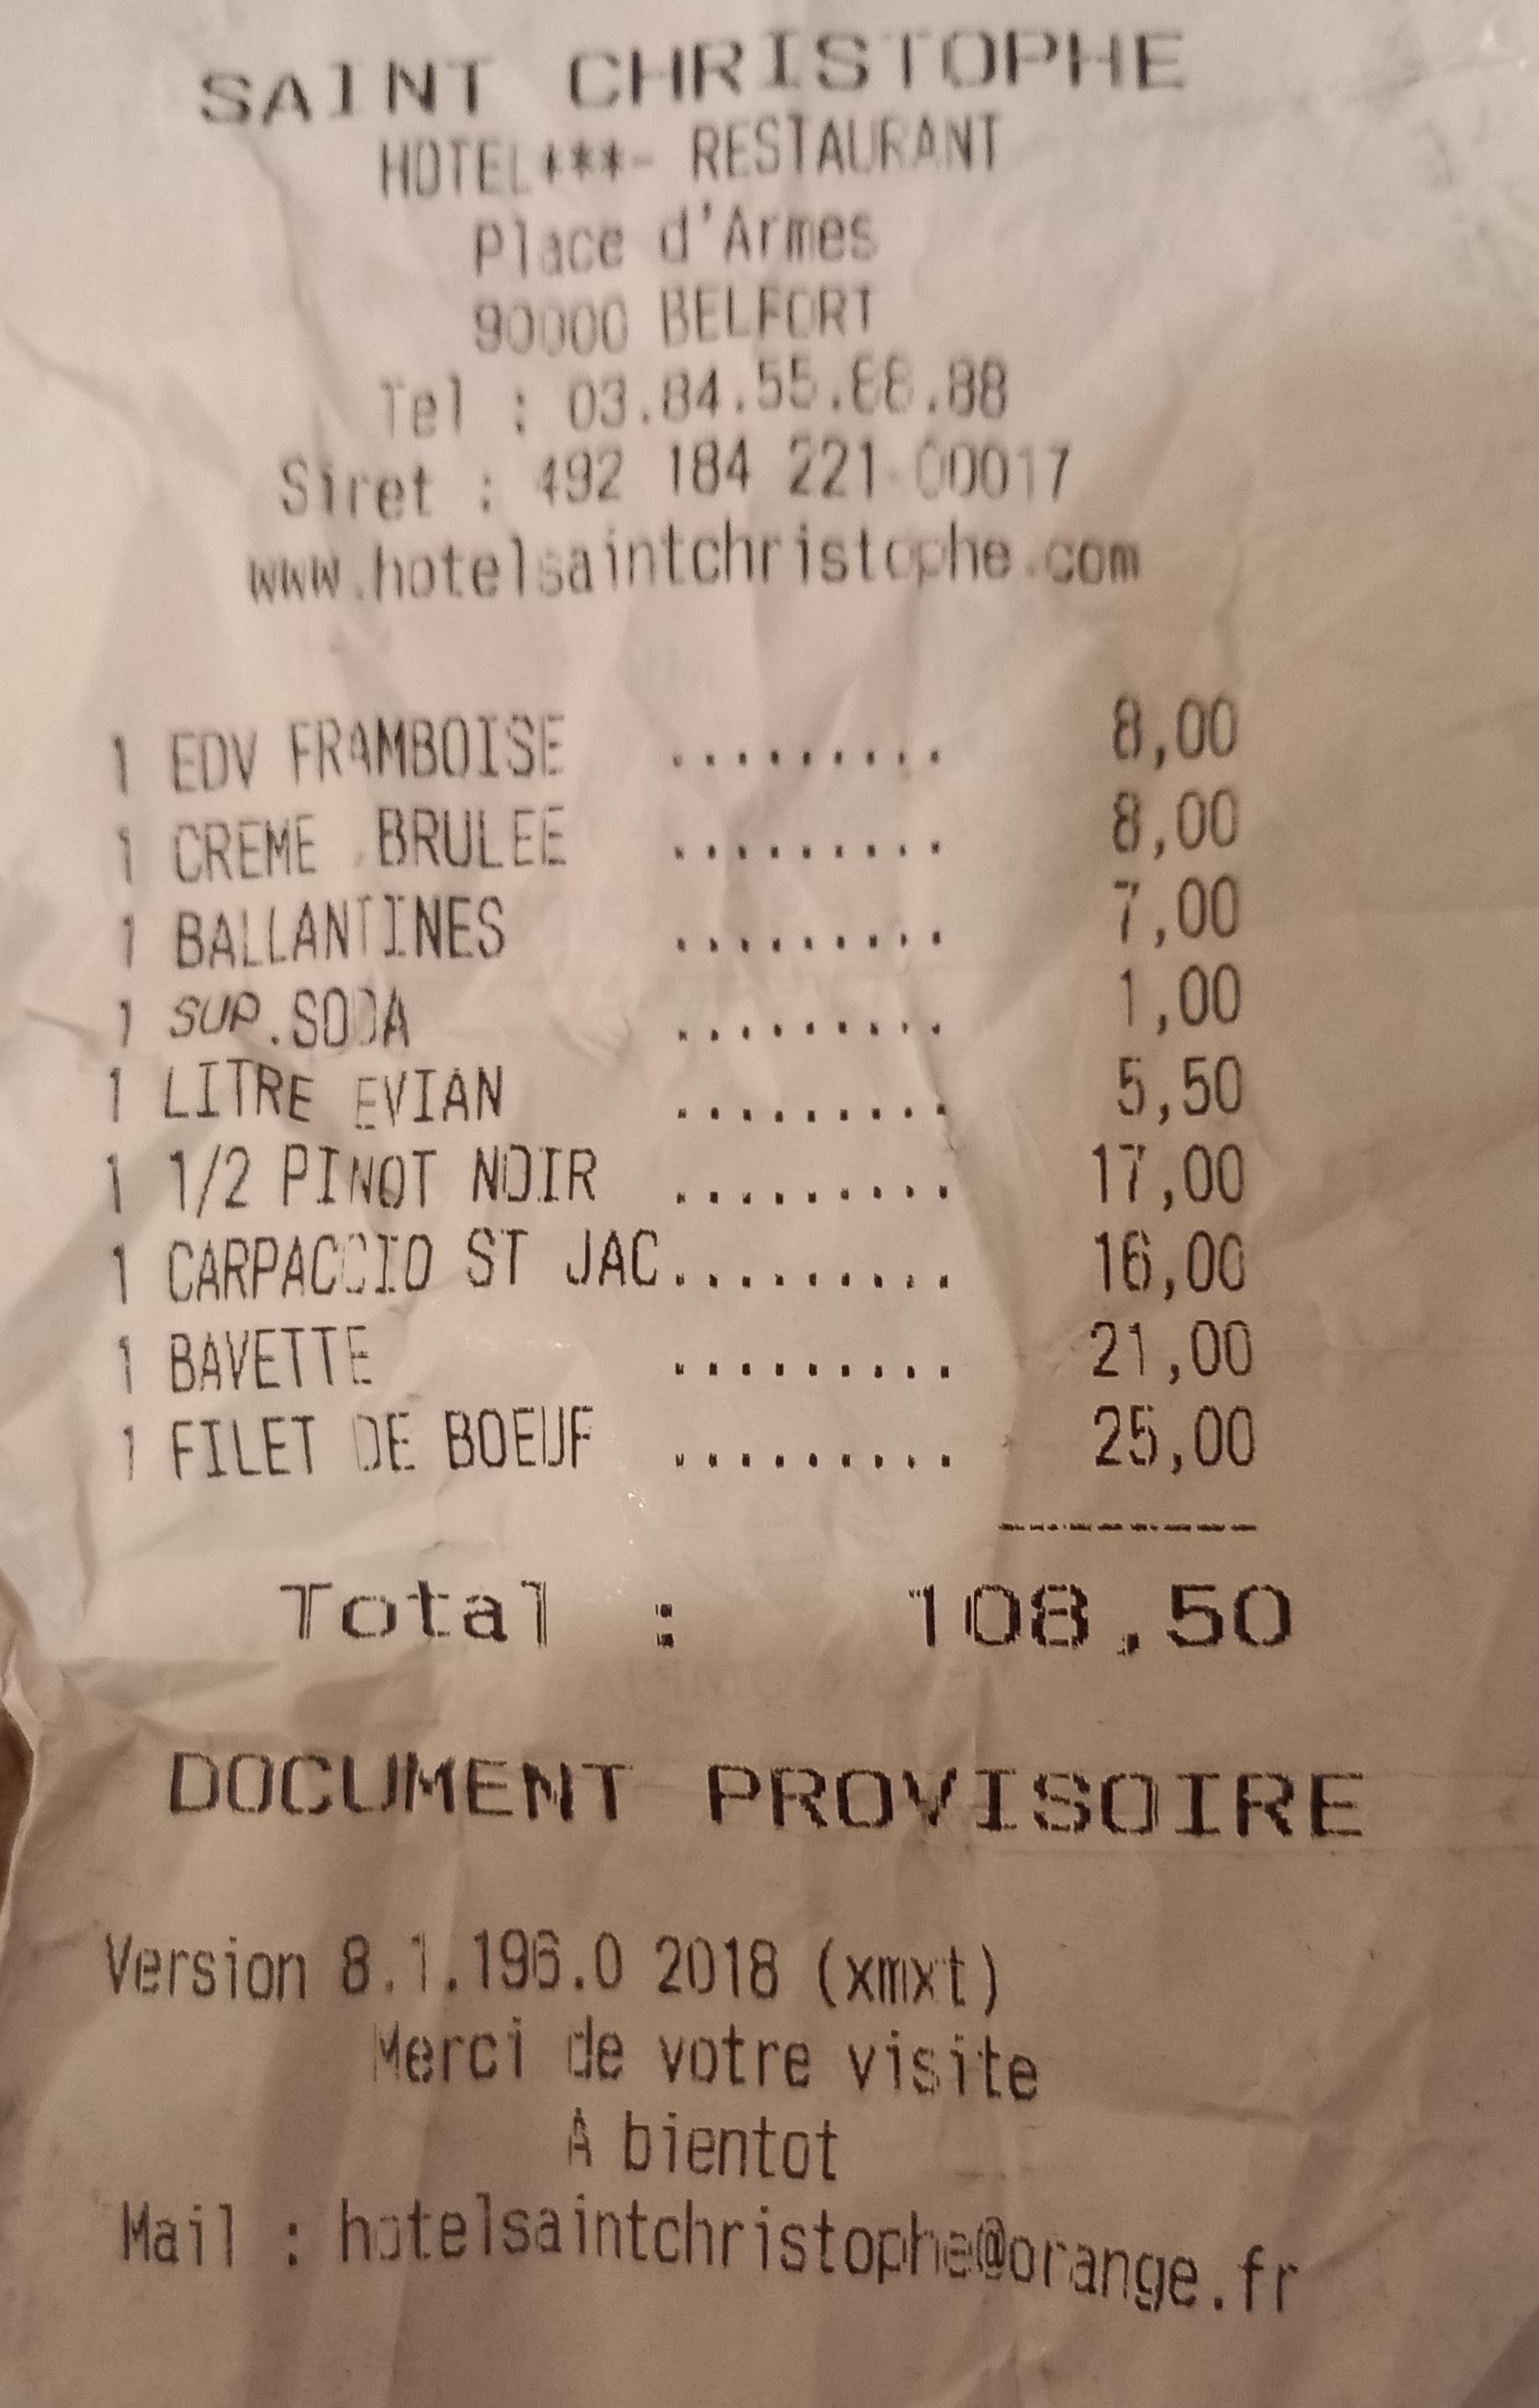 SAINT CHRISTOPHE
HOTEL***- RESTAURANT
Place d'Armes
90000 BELFORT
Tel : 03.84.55.88.88
Siret : 492 184 221 00017
www.hotelsaintchristophe.com
1 EDV FRAMBOISE ......... 8,00
1 CREME BRULEE ......... 8,00
1 BALLANTINES ......... 7,00
1 SUP.SODA ......... 1,00
1 LITRE EVIAN ......... 5,50
1 1/2 PINOT NOIR ......... 17,00
1 CARPACCIO ST JAC......... 16,00
1 BAVETTE ......... 21,00
1 FILET DE BOEUF ......... 25,00
---------
Total : 108,50
DOCUMENT PROVISOIRE
Version 8.1.196.0 2018 (xmxt)
Merci de votre visite
A bientot
Mail : hotelsaintchristophe@orange.fr